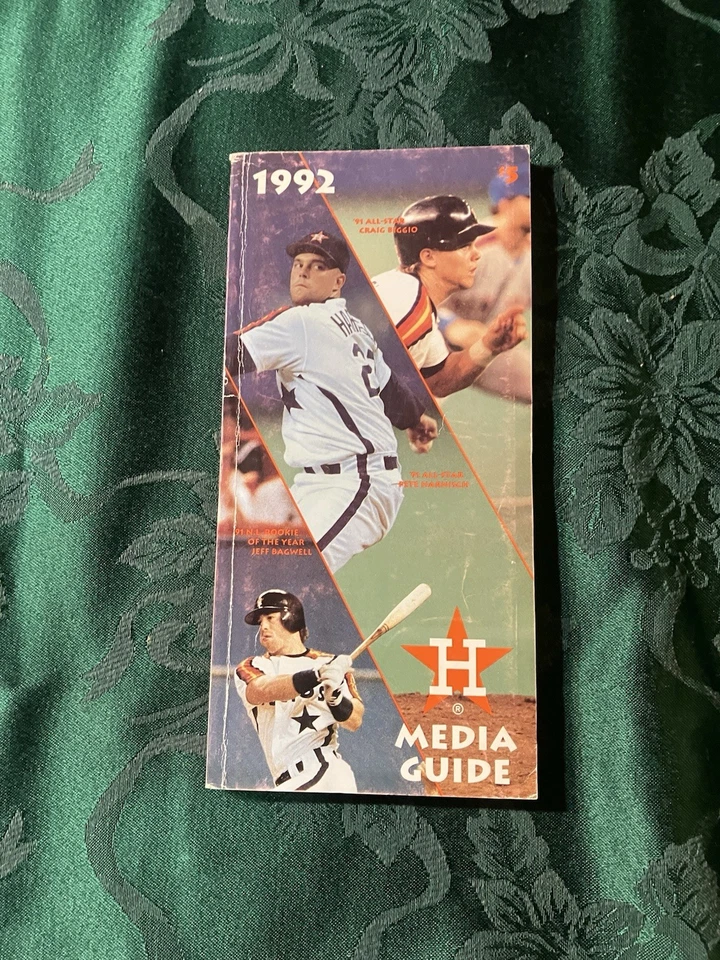 1992
$5
'91 ALL-STAR
CRAIG BIGGIO
'91 ALL-STAR
PETE HARNISCH
'91 N.L. ROOKIE
OF THE YEAR
JEFF BAGWELL
H
®
MEDIA
GUIDE